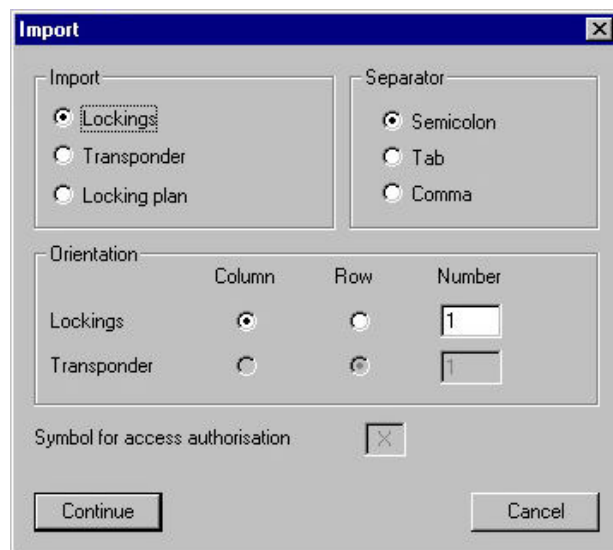 Import
Import
Lockings
Transponder
Locking plan
Separator
Semicolon
Tab
Comma
Orientation
Column Row Number
Lockings 1
Transponder 1
Symbol for access authorisation X
Continue Cancel